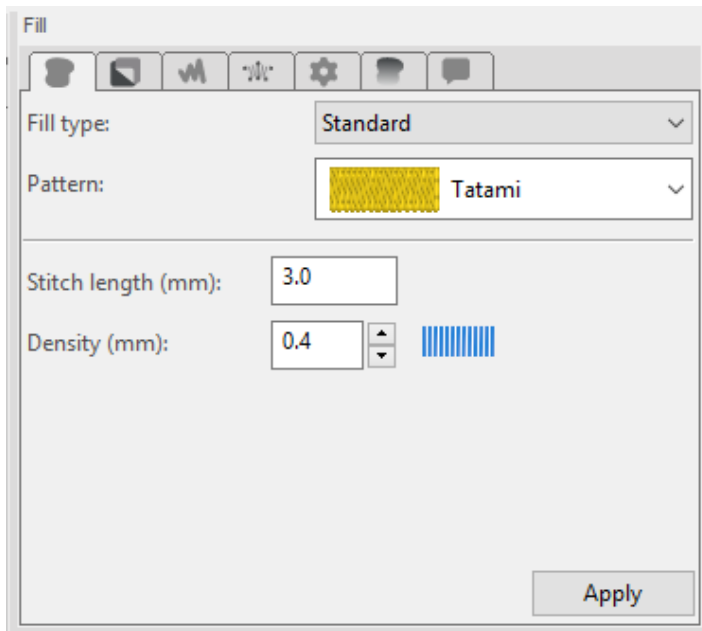 Fill
Fill type: Standard
Pattern: Tatami
Stitch length (mm): 3.0
Density (mm): 0.4
Apply